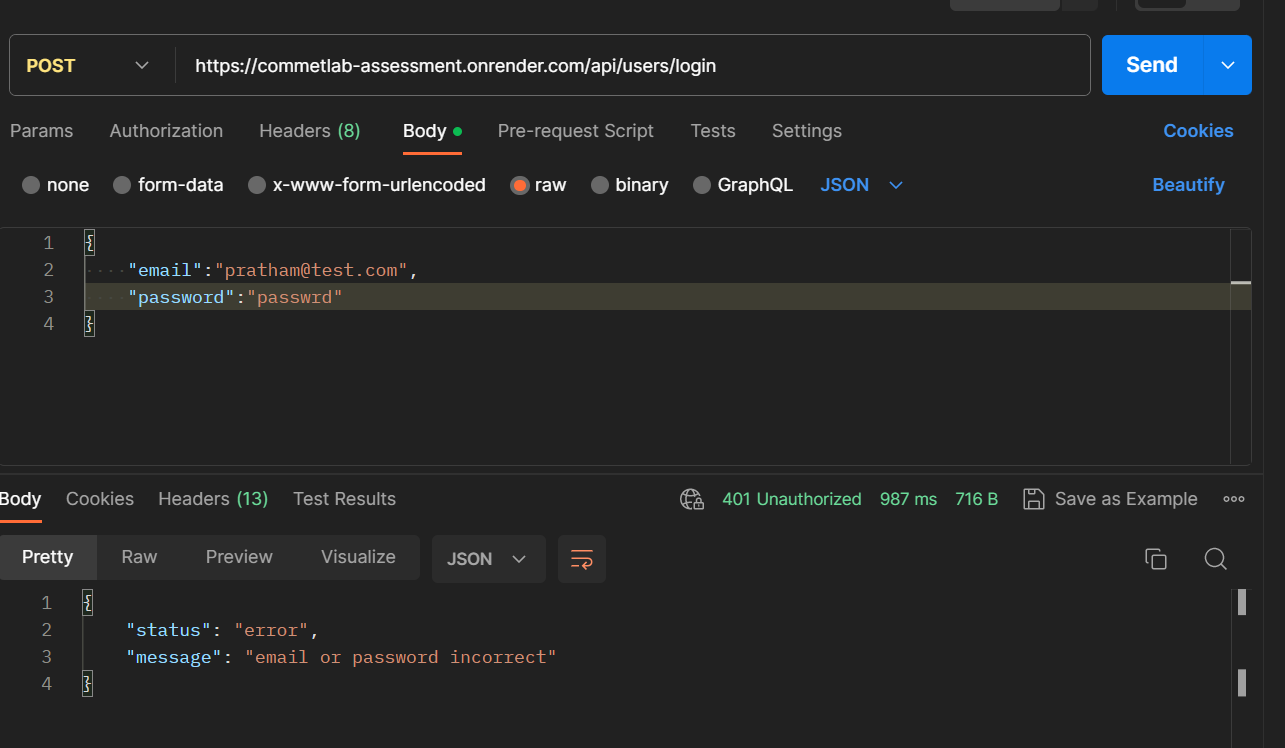 POST https://commetlab-assessment.onrender.com/api/users/login Send
Params Authorization Headers (8) Body Pre-request Script Tests Settings Cookies
none form-data x-www-form-urlencoded raw binary GraphQL JSON Beautify
1 {
2 "email":"pratham@test.com",
3 "password":"passwrd"
4 }
Body Cookies Headers (13) Test Results 401 Unauthorized 987 ms 716 B Save as Example
Pretty Raw Preview Visualize JSON
1 {
2 "status": "error",
3 "message": "email or password incorrect"
4 }